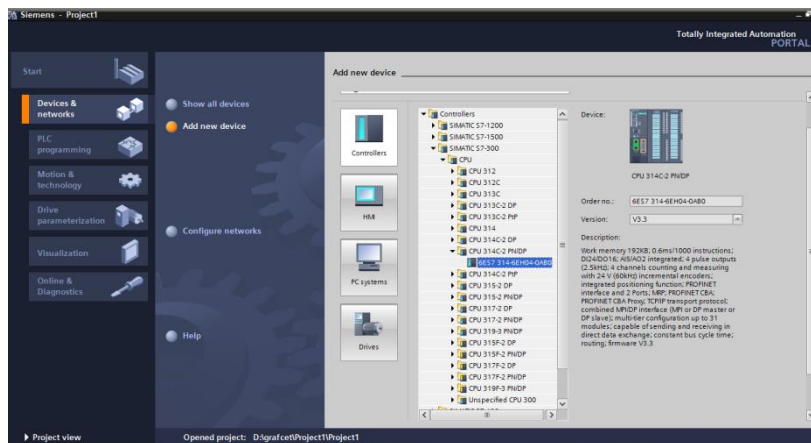 Siemens - Project1
Totally Integrated Automation
PORTAL
Start
Devices &
networks
PLC
programming
Motion &
technology
Drive
parameterization
Visualization
Online &
Diagnostics
Show all devices
Add new device
Configure networks
Help
Add new device
Controllers
HMI
PC systems
Drives
Controllers
SIMATIC S7-1200
SIMATIC S7-1500
SIMATIC S7-300
CPU
CPU 312
CPU 312C
CPU 313C
CPU 313C-2 DP
CPU 313C-2 PtP
CPU 314
CPU 314C-2 DP
CPU 314C-2 PN/DP
6ES7 314-6EH04-0AB0
CPU 314C-2 PtP
CPU 315-2 DP
CPU 315-2 PN/DP
CPU 317-2 DP
CPU 317-2 PN/DP
CPU 319-3 PN/DP
CPU 315F-2 DP
CPU 315F-2 PN/DP
CPU 317F-2 DP
CPU 317F-2 PN/DP
CPU 319F-3 PN/DP
Unspecified CPU 300
Device:
CPU 314C-2 PN/DP
Order no.: 6ES7 314-6EH04-0AB0
Version: V3.3
Description:
Work memory 192KB; 0.6ms/1000 instructions;
DI24/DO16; AI5/AO2 integrated; 4 pulse outputs
(2.5kHz); 4 channels counting and measuring
with 24 V (60kHz) incremental encoders;
integrated positioning function; PROFINET
interface and 2 Ports; MRP; PROFINET CBA;
PROFINET CBA Proxy; TCP/IP transport protocol;
combined MPI/DP interface (MPI or DP master or
DP slave); multi-tier configuration up to 31
modules; capable of sending and receiving in
direct data exchange; constant bus cycle time;
routing; firmware V3.3
Project view
Opened project: D:\grafcet\Project1\Project1